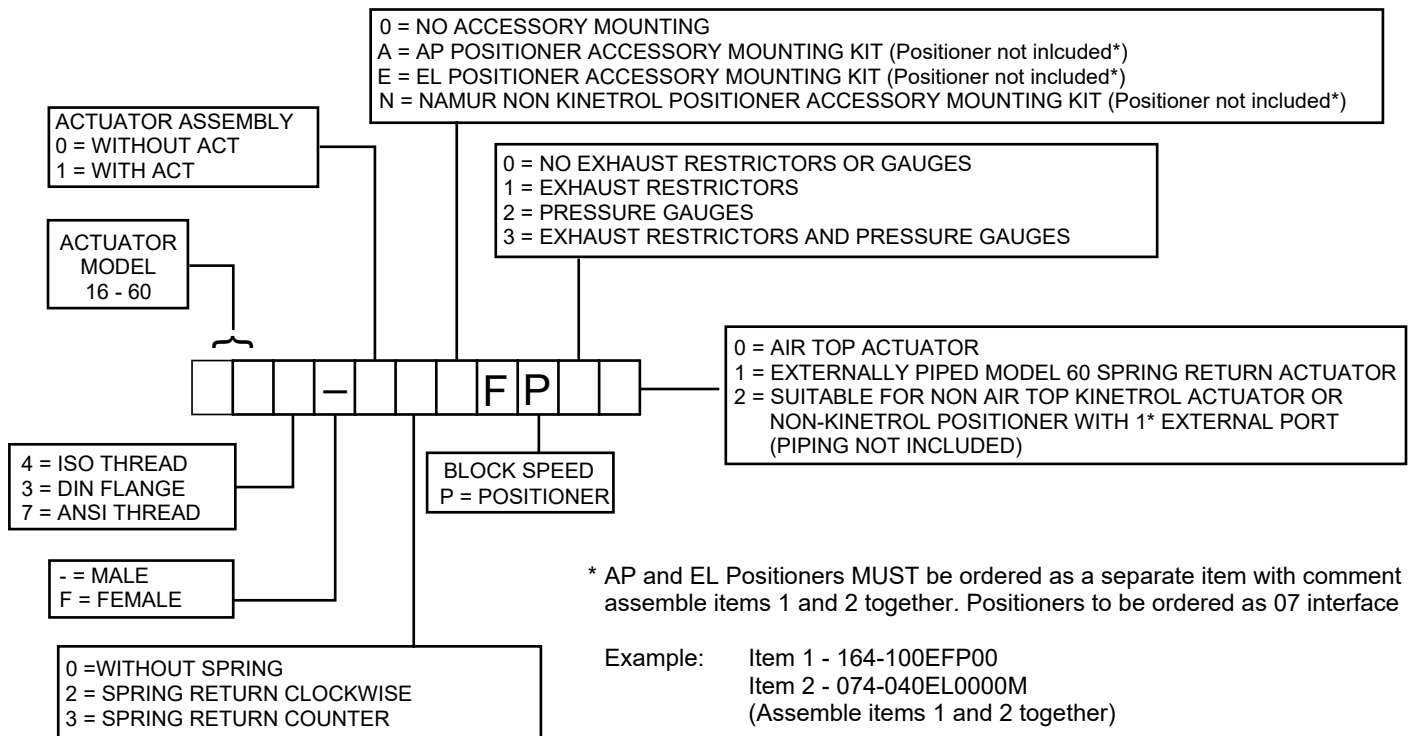 0 = NO ACCESSORY MOUNTING
A = AP POSITIONER ACCESSORY MOUNTING KIT (Positioner not inlcuded*)
E = EL POSITIONER ACCESSORY MOUNTING KIT (Positioner not included*)
N = NAMUR NON KINETROL POSITIONER ACCESSORY MOUNTING KIT (Positioner not included*)
ACTUATOR ASSEMBLY
0 = WITHOUT ACT
1 = WITH ACT
0 = NO EXHAUST RESTRICTORS OR GAUGES
1 = EXHAUST RESTRICTORS
2 = PRESSURE GAUGES
3 = EXHAUST RESTRICTORS AND PRESSURE GAUGES
ACTUATOR
MODEL
16 - 60
0 = AIR TOP ACTUATOR
1 = EXTERNALLY PIPED MODEL 60 SPRING RETURN ACTUATOR
2 = SUITABLE FOR NON AIR TOP KINETROL ACTUATOR OR
NON-KINETROL POSITIONER WITH 1* EXTERNAL PORT
(PIPING NOT INCLUDED)
– F P
4 = ISO THREAD
3 = DIN FLANGE
7 = ANSI THREAD
BLOCK SPEED
P = POSITIONER
- = MALE
F = FEMALE
* AP and EL Positioners MUST be ordered as a separate item with comment
assemble items 1 and 2 together. Positioners to be ordered as 07 interface
0 =WITHOUT SPRING
2 = SPRING RETURN CLOCKWISE
3 = SPRING RETURN COUNTER
Example: Item 1 - 164-100EFP00
Item 2 - 074-040EL0000M
(Assemble items 1 and 2 together)